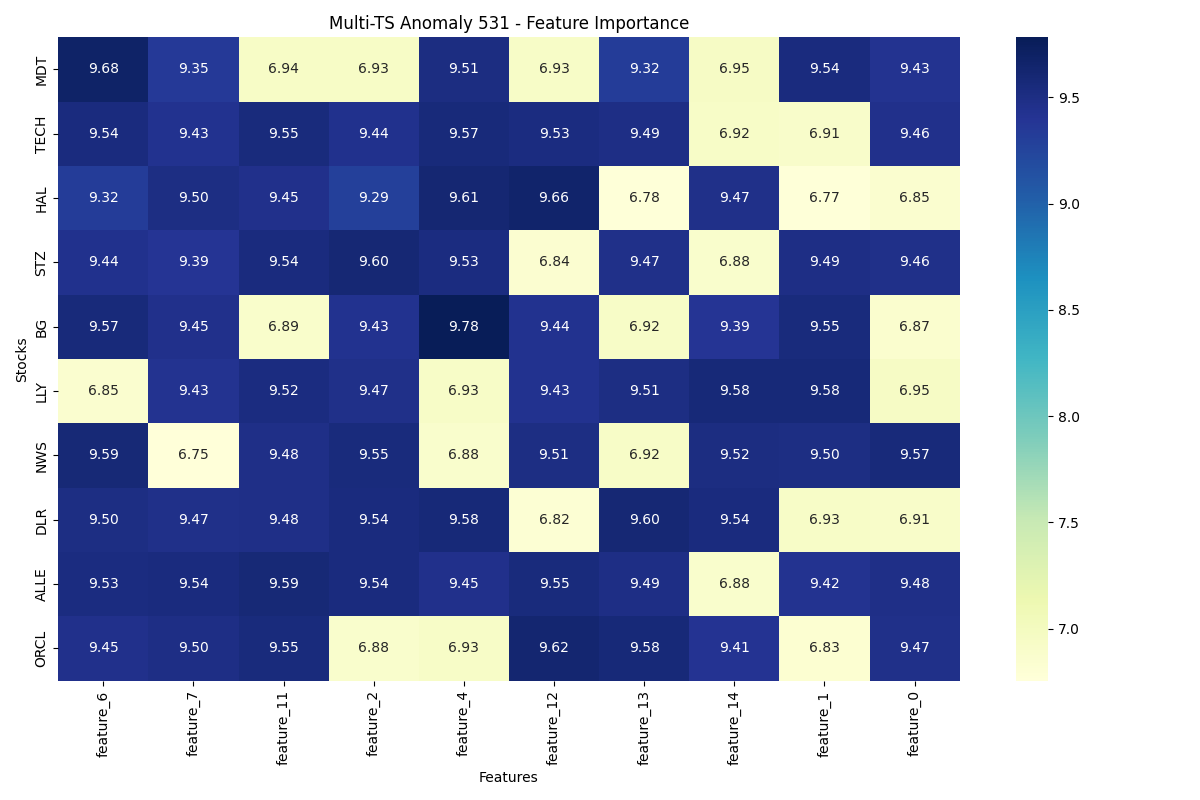 Multi-TS Anomaly 531 - Feature Importance
Stocks
MDT 9.68 9.35 6.94 6.93 9.51 6.93 9.32 6.95 9.54 9.43
TECH 9.54 9.43 9.55 9.44 9.57 9.53 9.49 6.92 6.91 9.46
HAL 9.32 9.50 9.45 9.29 9.61 9.66 6.78 9.47 6.77 6.85
STZ 9.44 9.39 9.54 9.60 9.53 6.84 9.47 6.88 9.49 9.46
BG 9.57 9.45 6.89 9.43 9.78 9.44 6.92 9.39 9.55 6.87
LLY 6.85 9.43 9.52 9.47 6.93 9.43 9.51 9.58 9.58 6.95
NWS 9.59 6.75 9.48 9.55 6.88 9.51 6.92 9.52 9.50 9.57
DLR 9.50 9.47 9.48 9.54 9.58 6.82 9.60 9.54 6.93 6.91
ALLE 9.53 9.54 9.59 9.54 9.45 9.55 9.49 6.88 9.42 9.48
ORCL 9.45 9.50 9.55 6.88 6.93 9.62 9.58 9.41 6.83 9.47
feature_6 feature_7 feature_11 feature_2 feature_4 feature_12 feature_13 feature_14 feature_1 feature_0
Features
9.5
9.0
8.5
8.0
7.5
7.0